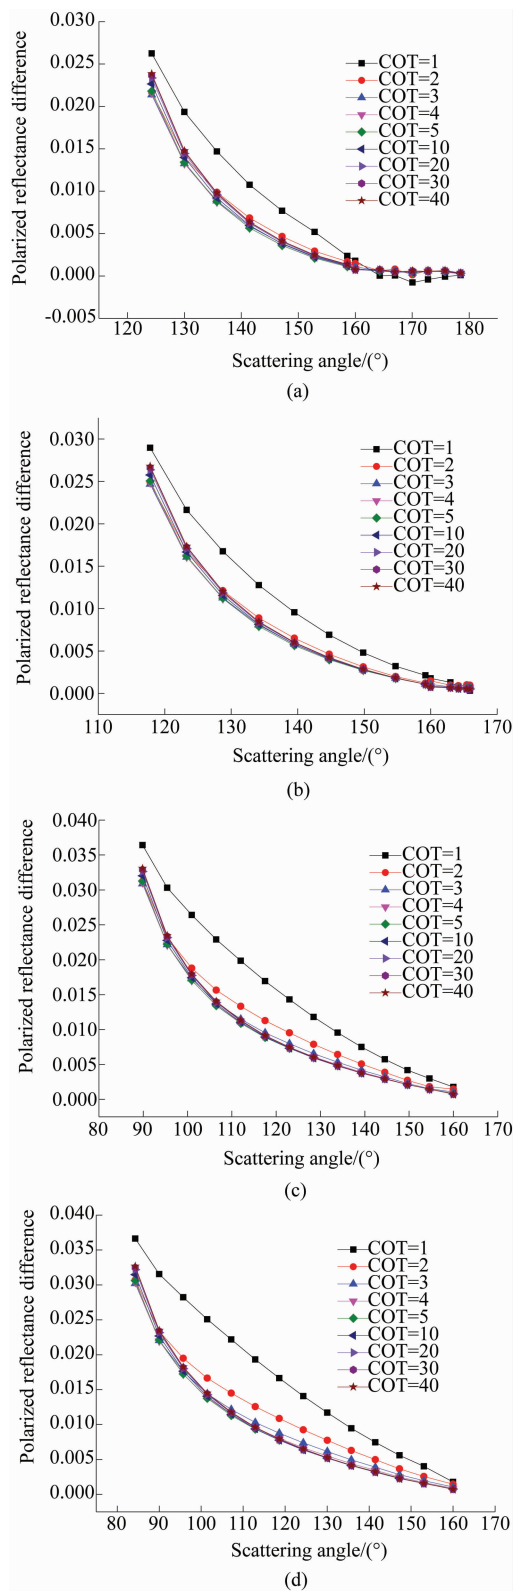 0.030
0.025
0.020
0.015
0.010
0.005
0.000
-0.005
Polarized reflectance difference
COT=1
COT=2
COT=3
COT=4
COT=5
COT=10
COT=20
COT=30
COT=40
120 130 140 150 160 170 180
Scattering angle/(°)
(a)
0.030
0.025
0.020
0.015
0.010
0.005
0.000
Polarized reflectance difference
COT=1
COT=2
COT=3
COT=4
COT=5
COT=10
COT=20
COT=30
COT=40
110 120 130 140 150 160 170
Scattering angle/(°)
(b)
0.040
0.035
0.030
0.025
0.020
0.015
0.010
0.005
0.000
Polarized reflectance difference
COT=1
COT=2
COT=3
COT=4
COT=5
COT=10
COT=20
COT=30
COT=40
80 90 100 110 120 130 140 150 160 170
Scattering angle/(°)
(c)
0.040
0.035
0.030
0.025
0.020
0.015
0.010
0.005
0.000
Polarized reflectance difference
COT=1
COT=2
COT=3
COT=4
COT=5
COT=10
COT=20
COT=30
COT=40
80 90 100 110 120 130 140 150 160 170
Scattering angle/(°)
(d)